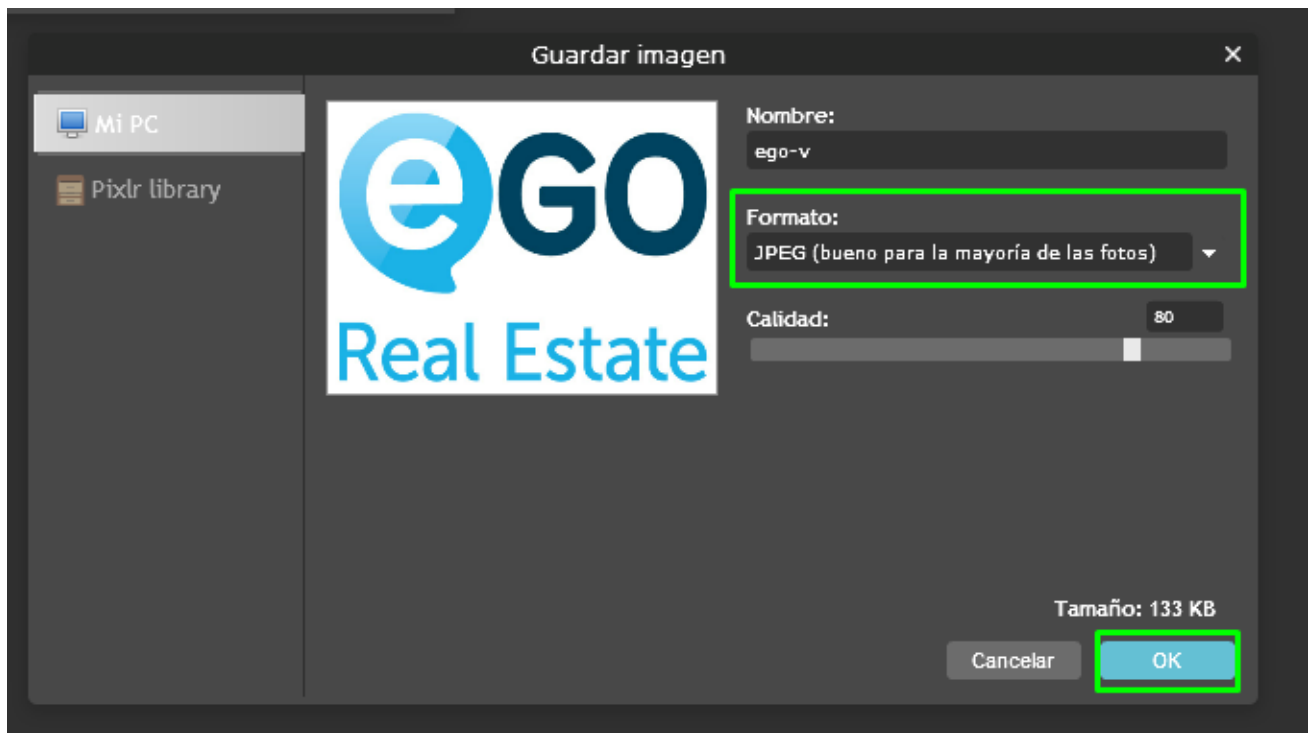 Guardar imagen
Mi PC
Pixlr library
eGO
Real Estate
Nombre:
ego-v
Formato:
JPEG (bueno para la mayoría de las fotos)
Calidad:
80
Tamaño: 133 KB
Cancelar
OK